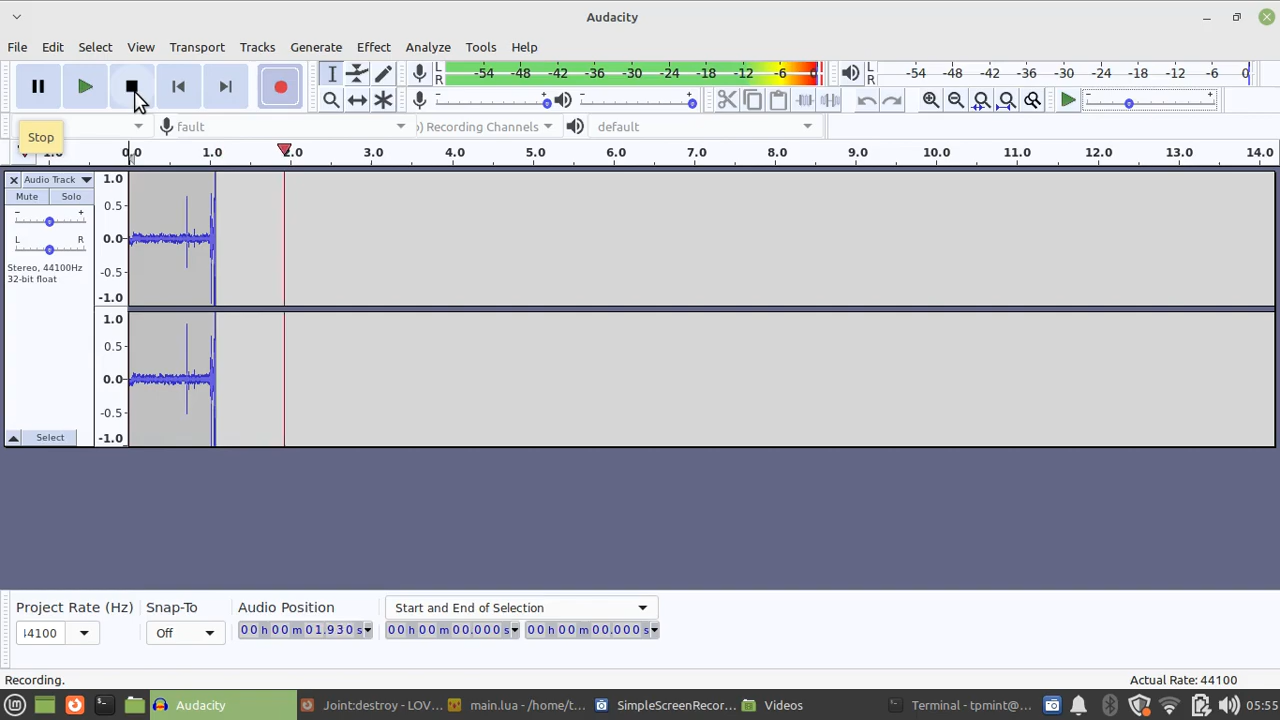 Audacity
File Edit Select View Transport Tracks Generate Effect Analyze Tools Help
L R -54 -48 -42 -36 -30 -24 -18 -12 -6 0 L R -54 -48 -42 -36 -30 -24 -18 -12 -6 0
fault ) Recording Channels default
Stop
1.0 0.0 1.0 2.0 3.0 4.0 5.0 6.0 7.0 8.0 9.0 10.0 11.0 12.0 13.0 14.0
Audio Track 1.0
Mute Solo
- + 0.5
0.0
L R
Stereo, 44100Hz -0.5
32-bit float
-1.0
1.0
0.5
0.0
-0.5
Select -1.0
Project Rate (Hz) Snap-To Audio Position Start and End of Selection
44100 Off 00 h 00 m 01.930 s 00 h 00 m 00.000 s 00 h 00 m 00.000 s
Recording. Actual Rate: 44100
Audacity Joint:destroy - LOV... main.lua - /home/t... SimpleScreenRecor... Videos Terminal - tpmint@... 05:55